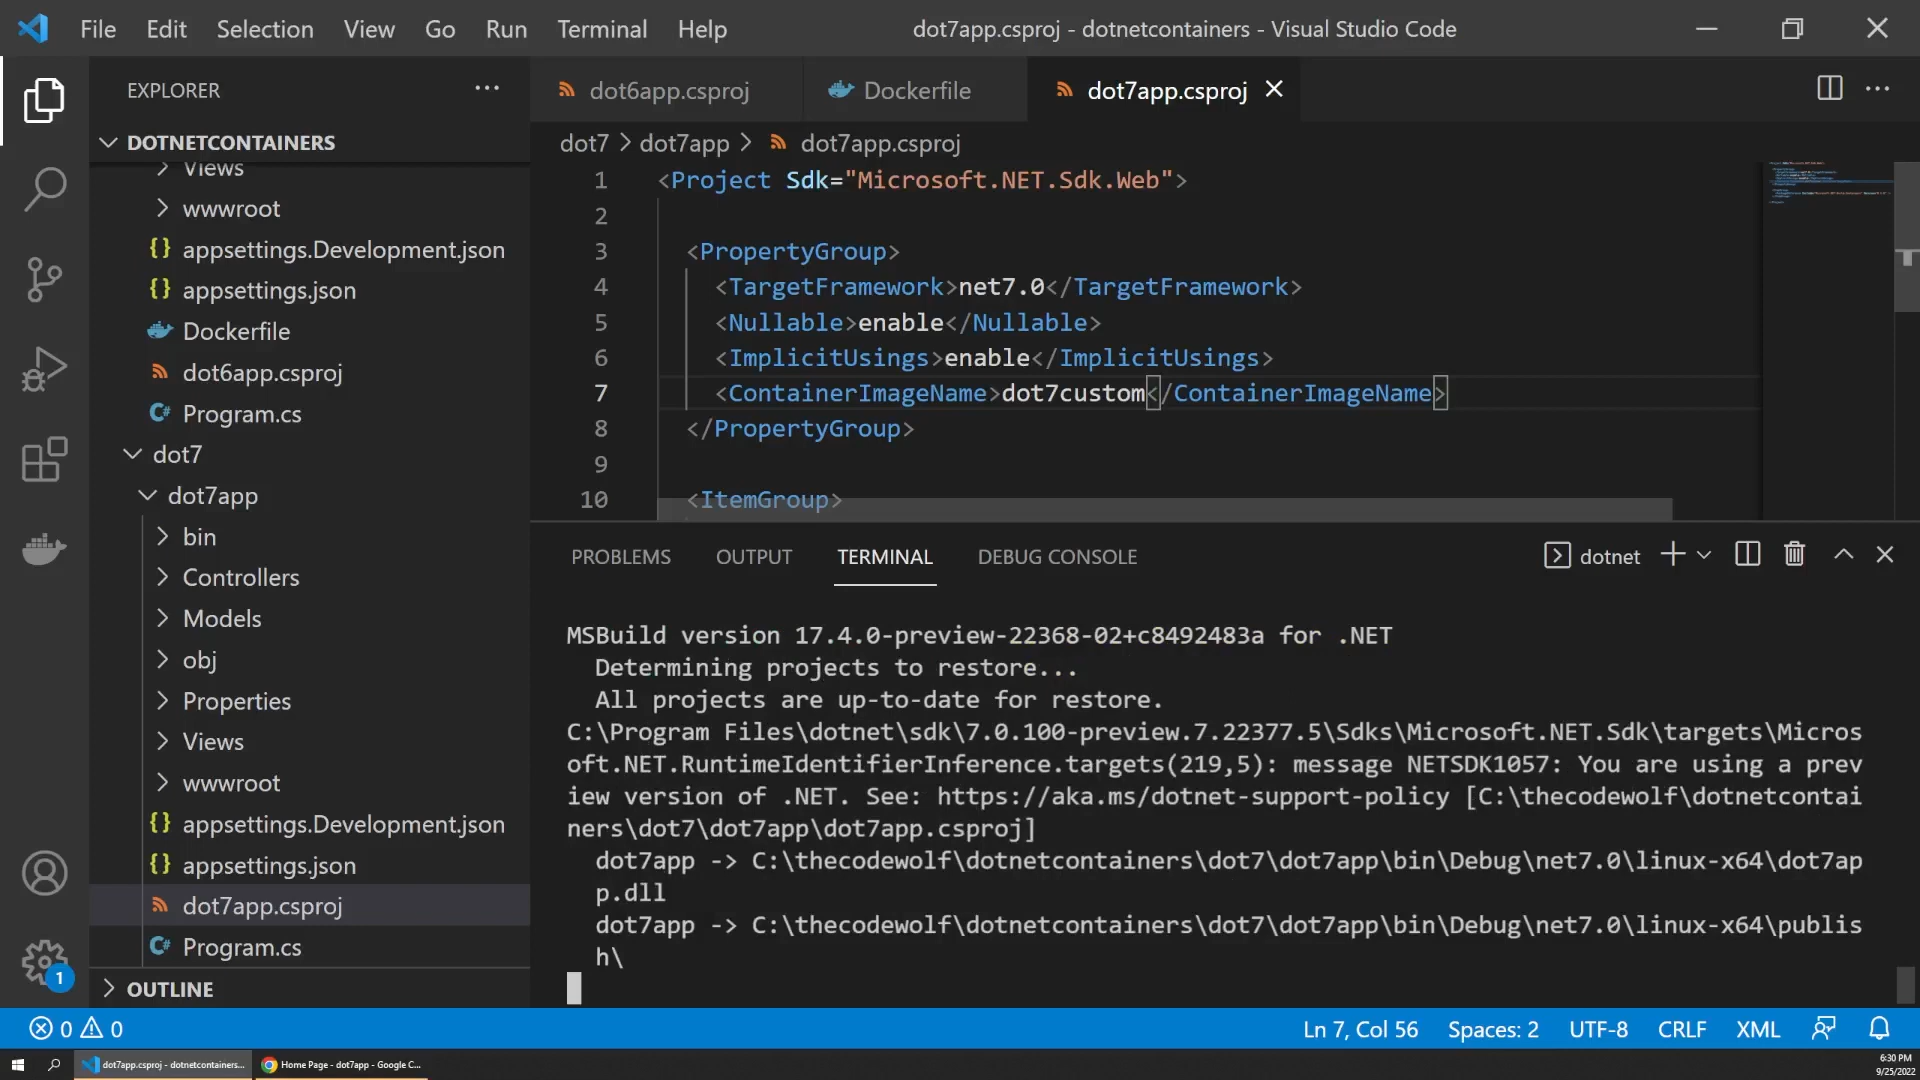 File Edit Selection View Go Run Terminal Help
dot7app.csproj - dotnetcontainers - Visual Studio Code
EXPLORER
DOTNETCONTAINERS
Views
wwwroot
{} appsettings.Development.json
{} appsettings.json
Dockerfile
dot6app.csproj
C# Program.cs
dot7
dot7app
bin
Controllers
Models
obj
Properties
Views
wwwroot
{} appsettings.Development.json
{} appsettings.json
dot7app.csproj
C# Program.cs
OUTLINE
1
dot6app.csproj
Dockerfile
dot7app.csproj
dot7 > dot7app > dot7app.csproj
1 <Project Sdk="Microsoft.NET.Sdk.Web">
2
3 <PropertyGroup>
4 <TargetFramework>net7.0</TargetFramework>
5 <Nullable>enable</Nullable>
6 <ImplicitUsings>enable</ImplicitUsings>
7 <ContainerImageName>dot7custom</ContainerImageName>
8 </PropertyGroup>
9
10 <ItemGroup>
PROBLEMS OUTPUT TERMINAL DEBUG CONSOLE
dotnet
MSBuild version 17.4.0-preview-22368-02+c8492483a for .NET
Determining projects to restore...
All projects are up-to-date for restore.
C:\Program Files\dotnet\sdk\7.0.100-preview.7.22377.5\Sdks\Microsoft.NET.Sdk\targets\Micros
oft.NET.RuntimeIdentifierInference.targets(219,5): message NETSDK1057: You are using a prev
iew version of .NET. See: https://aka.ms/dotnet-support-policy [C:\thecodewolf\dotnetcontai
ners\dot7\dot7app\dot7app.csproj]
dot7app -> C:\thecodewolf\dotnetcontainers\dot7\dot7app\bin\Debug\net7.0\linux-x64\dot7ap
p.dll
dot7app -> C:\thecodewolf\dotnetcontainers\dot7\dot7app\bin\Debug\net7.0\linux-x64\publis
h\
0 0
Ln 7, Col 56 Spaces: 2 UTF-8 CRLF XML
dot7app.csproj - dotnetcontainers...
Home Page - dot7app - Google C...
6:30 PM
9/25/2022